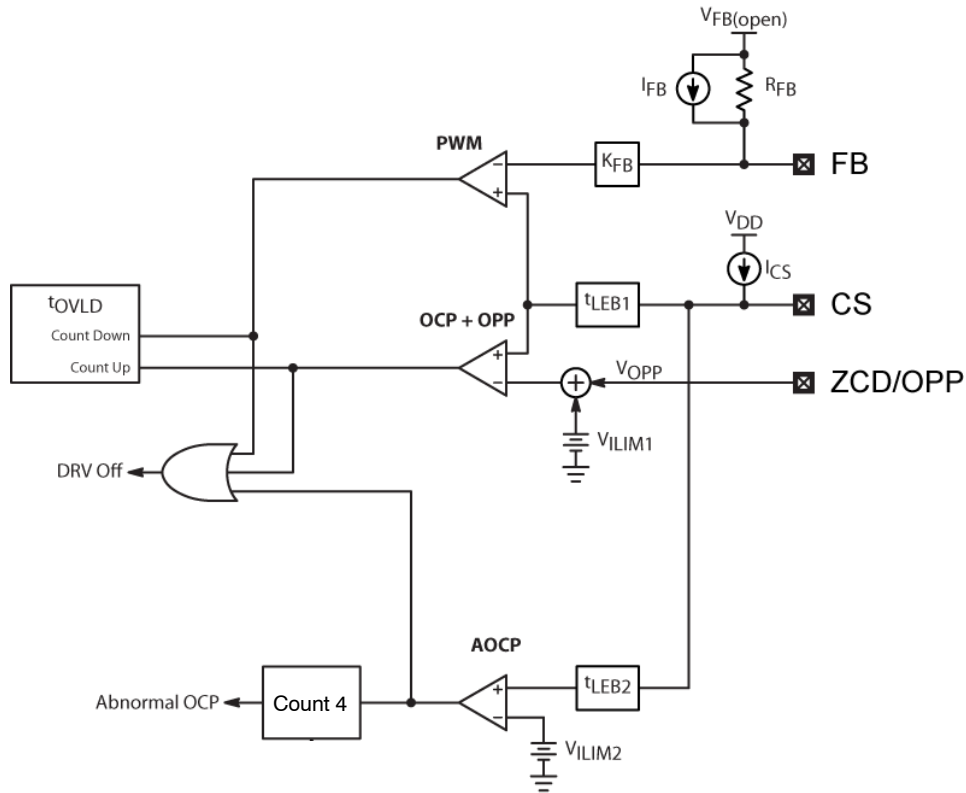 VFB(open)
IFB
RFB
PWM
KFB
FB
VDD
ICS
tOVLD
Count Down
Count Up
OCP + OPP
tLEB1
CS
VOPP
ZCD/OPP
VILIM1
DRV Off
AOCP
tLEB2
Abnormal OCP
Count 4
VILIM2